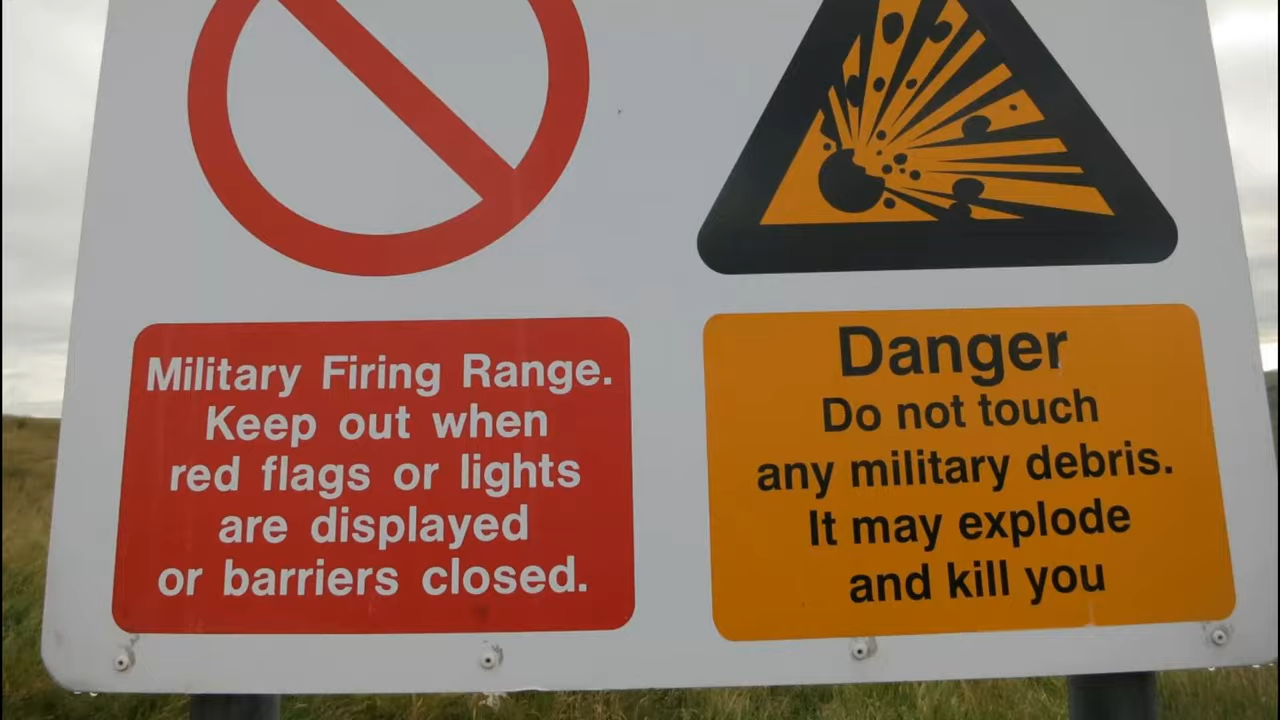 Military Firing Range.
Keep out when
red flags or lights
are displayed
or barriers closed.
Danger
Do not touch
any military debris.
It may explode
and kill you